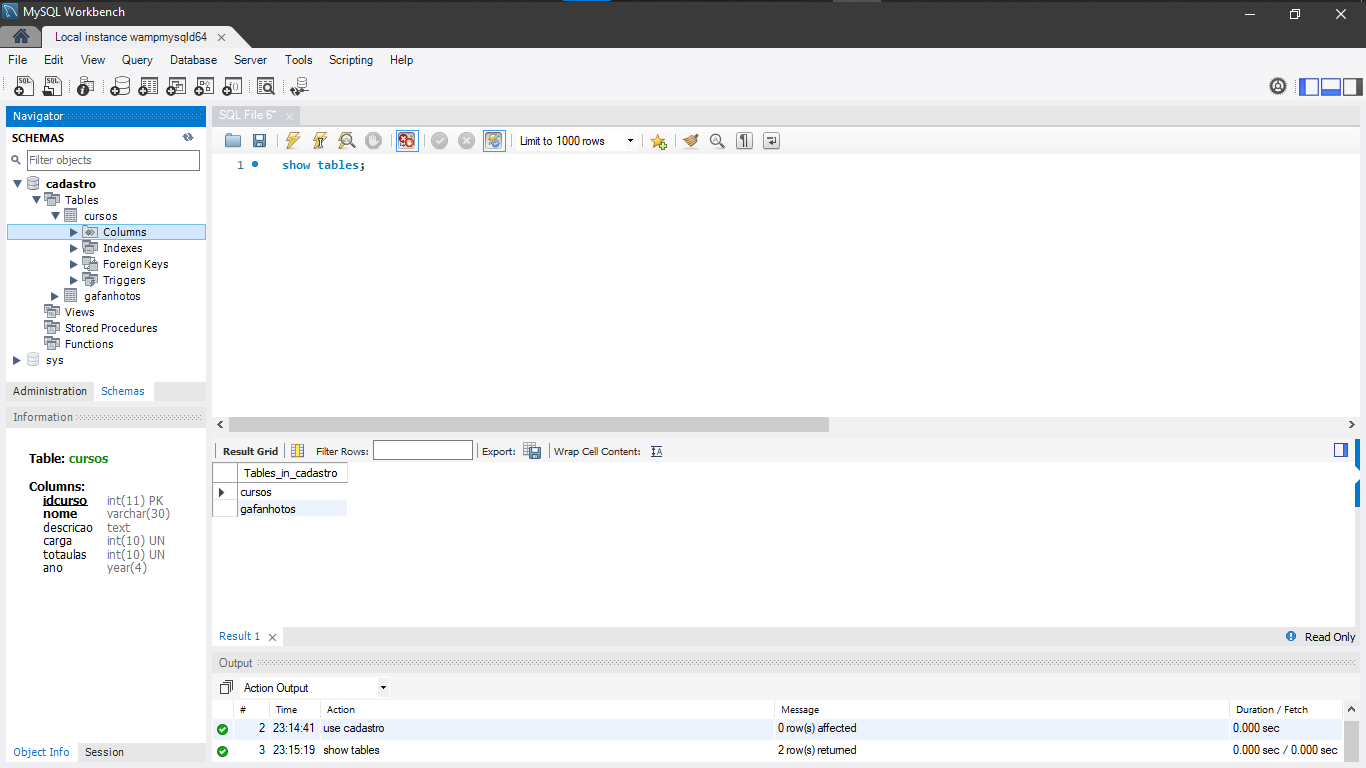 MySQL Workbench
Local instance wampmysqld64
File Edit View Query Database Server Tools Scripting Help
Navigator
SCHEMAS
Filter objects
cadastro
Tables
cursos
Columns
Indexes
Foreign Keys
Triggers
gafanhotos
Views
Stored Procedures
Functions
sys
Administration Schemas
Information
Table: cursos
Columns:
idcurso int(11) PK
nome varchar(30)
descricao text
carga int(10) UN
totaulas int(10) UN
ano year(4)
Object Info Session
SQL File 6*
Limit to 1000 rows
1 show tables;
Result Grid Filter Rows: Export: Wrap Cell Content:
Tables_in_cadastro
cursos
gafanhotos
Result 1 Read Only
Output
Action Output
# Time Action Message Duration / Fetch
2 23:14:41 use cadastro 0 row(s) affected 0.000 sec
3 23:15:19 show tables 2 row(s) returned 0.000 sec / 0.000 sec